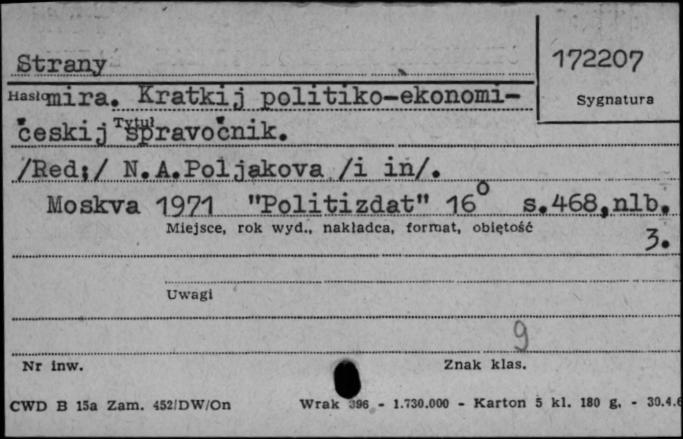 Strany
172207
Hasło mira. Kratkij politiko-ekonomi-
Sygnatura
českij Tytuł spravočnik.
/Red;/ N.A.Poljakova /i in/.
Moskva 1971 "Politizdat" 16° s.468,nlb.
Miejsce, rok wyd., nakładca, format, objętość
3.
Uwagi
9
Nr inw.
Znak klas.
CWD B 15a Zam. 452/DW/On Wrak 396 - 1.730.000 - Karton 5 kl. 180 g. - 30.4.6